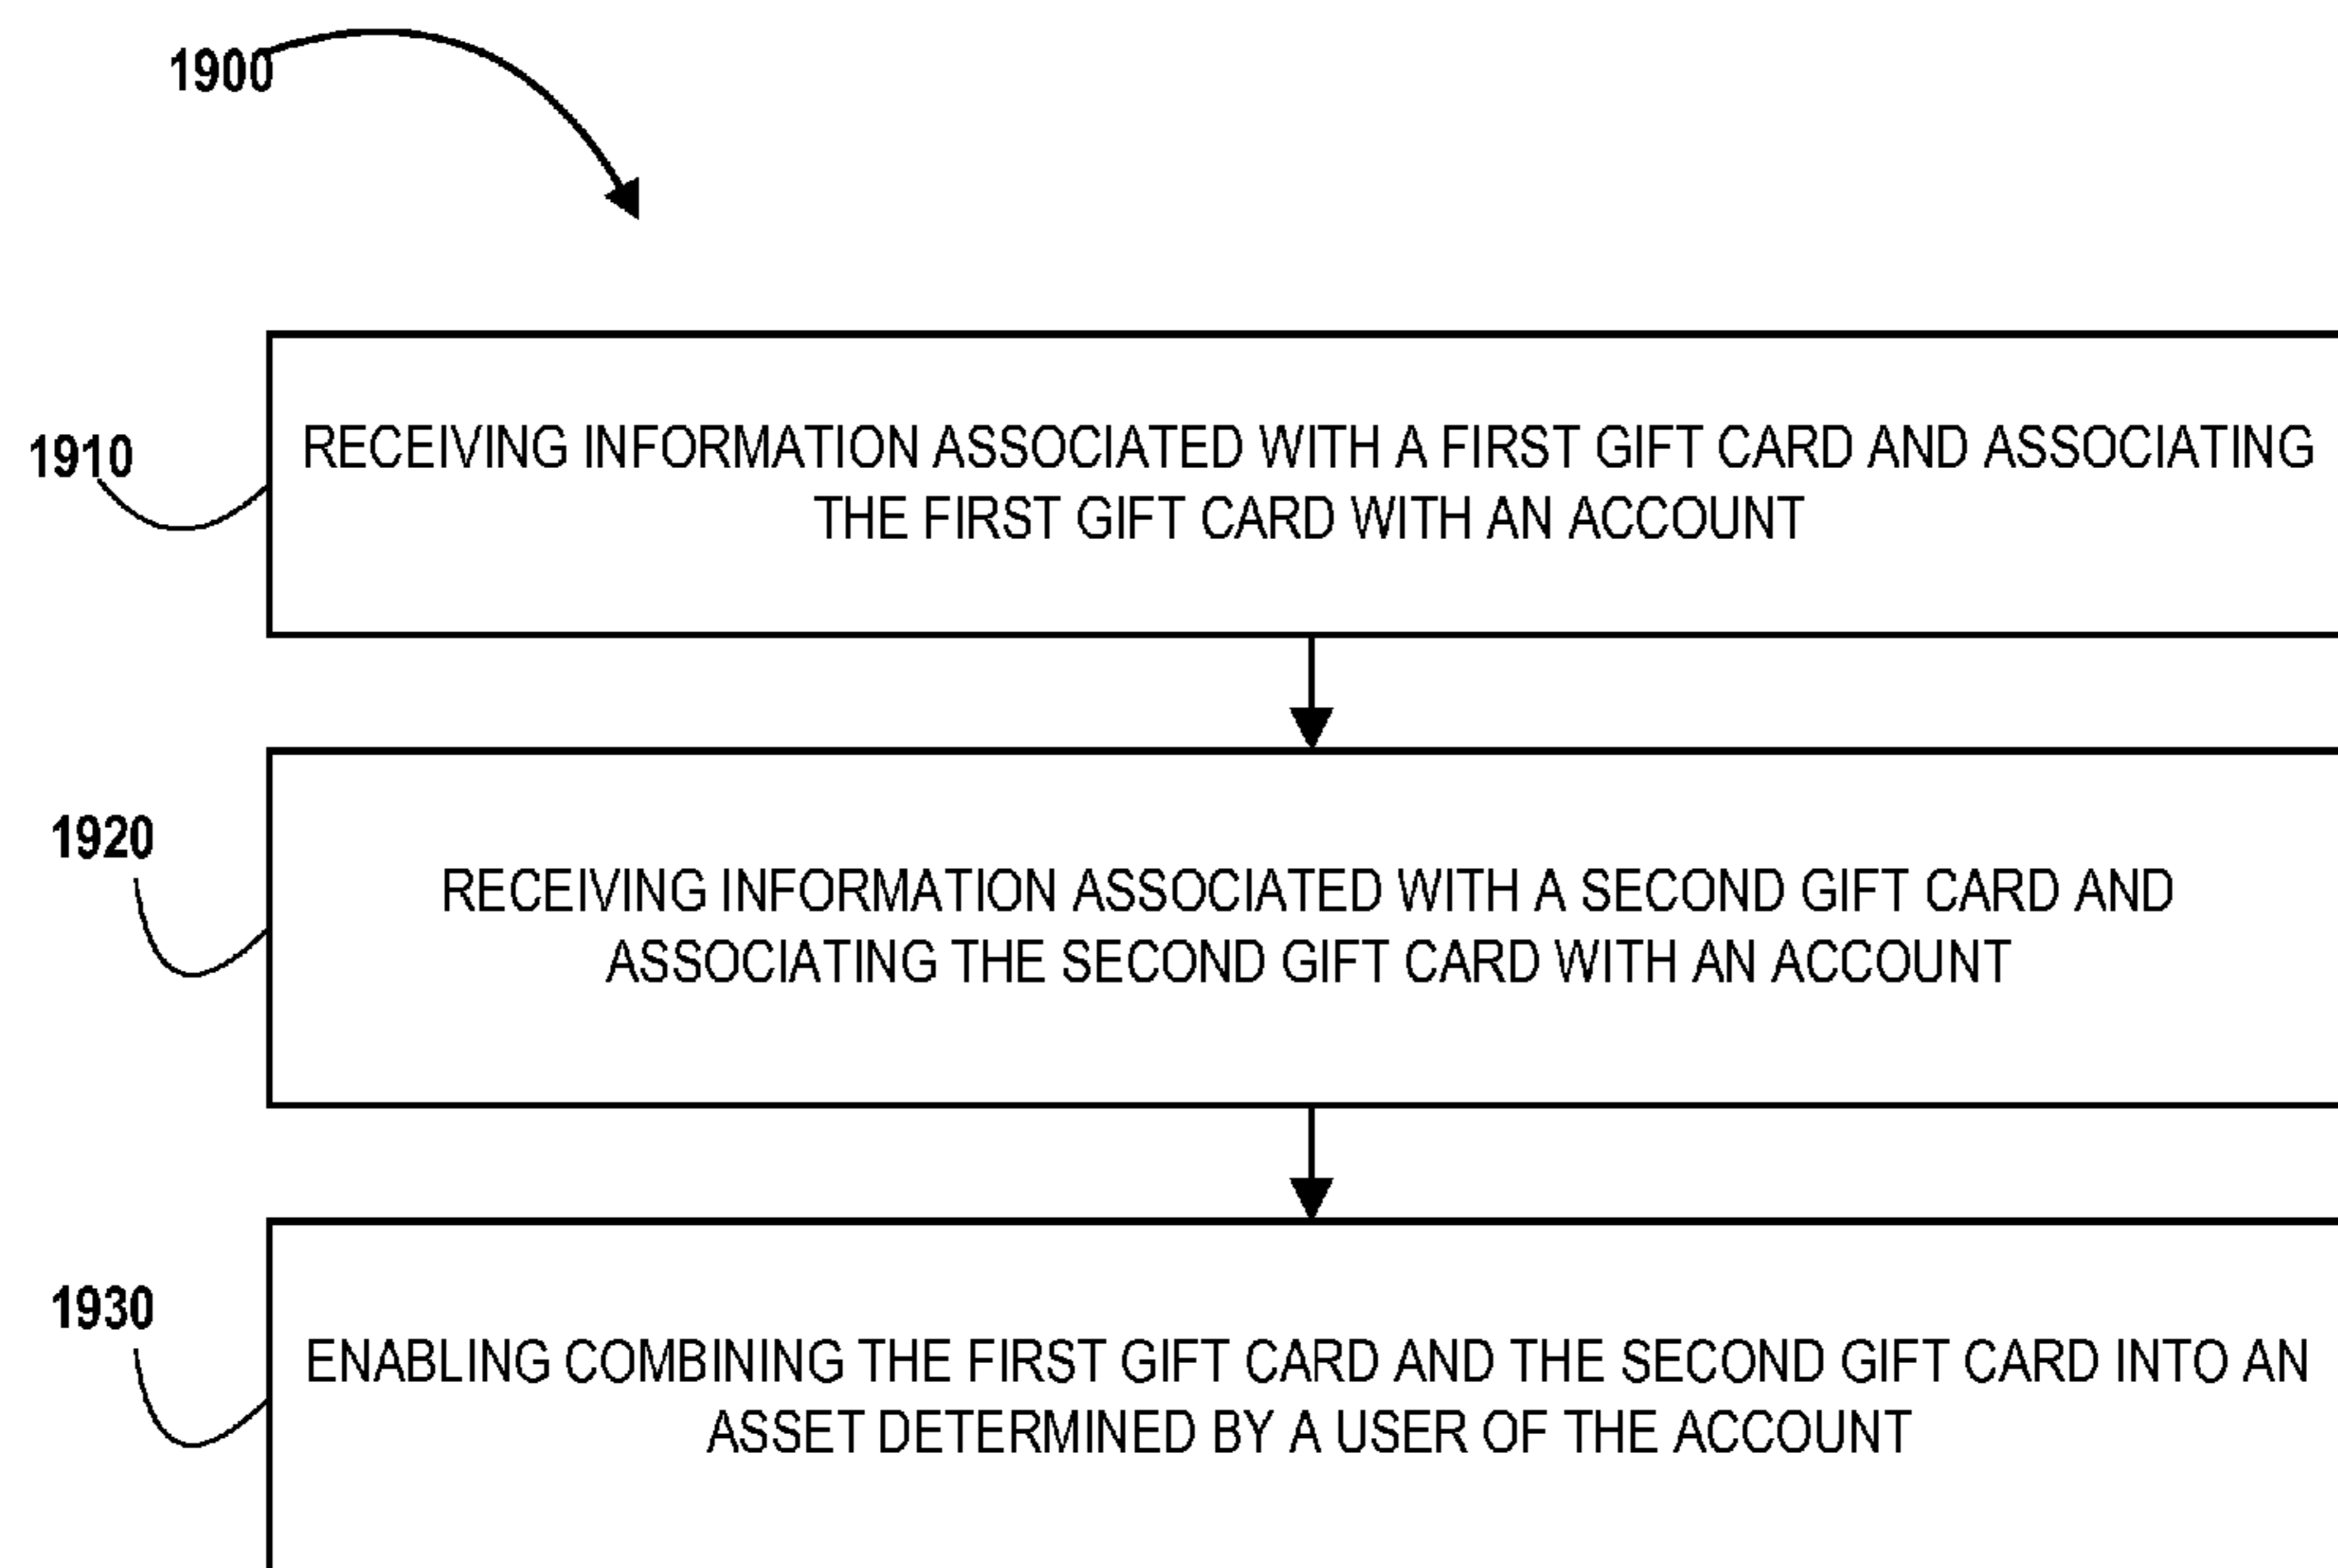 1900
1910
RECEIVING INFORMATION ASSOCIATED WITH A FIRST GIFT CARD AND ASSOCIATING
THE FIRST GIFT CARD WITH AN ACCOUNT
1920
RECEIVING INFORMATION ASSOCIATED WITH A SECOND GIFT CARD AND
ASSOCIATING THE SECOND GIFT CARD WITH AN ACCOUNT
1930
ENABLING COMBINING THE FIRST GIFT CARD AND THE SECOND GIFT CARD INTO AN
ASSET DETERMINED BY A USER OF THE ACCOUNT